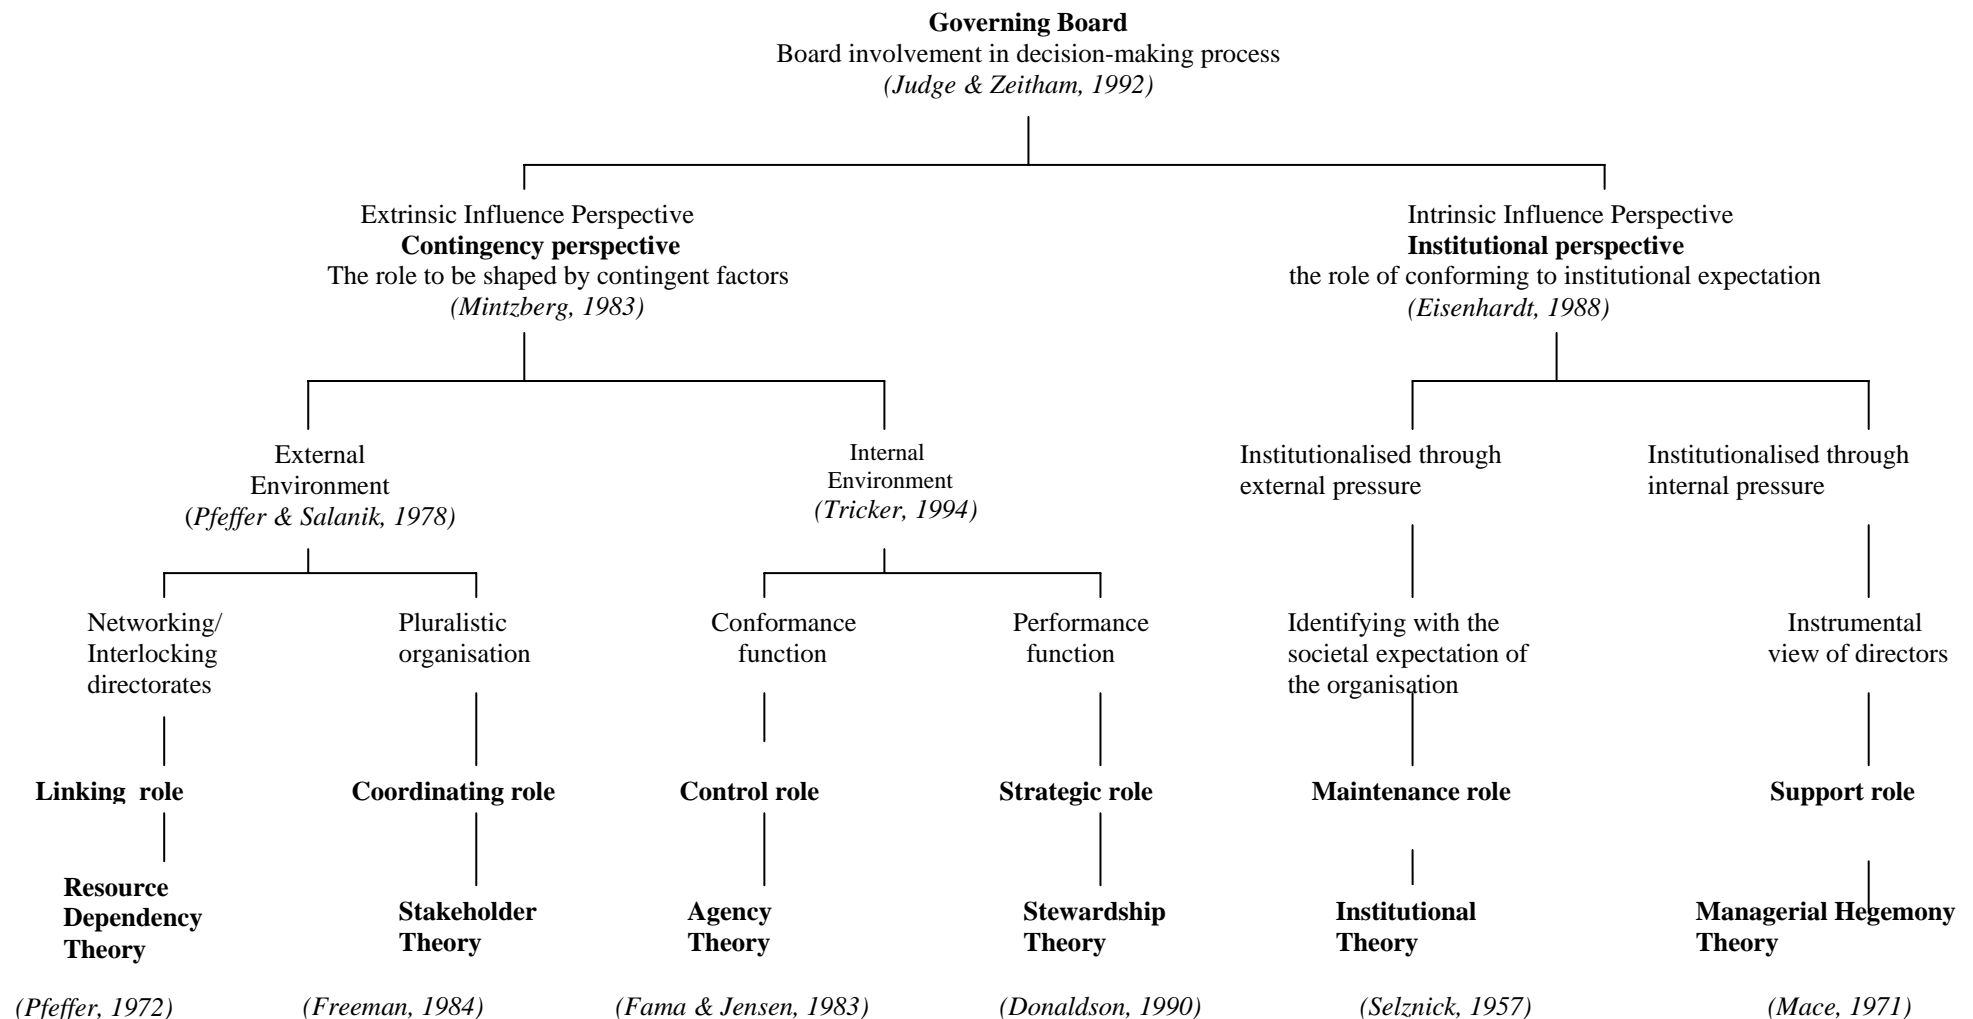 Governing Board
Board involvement in decision-making process
(Judge & Zeitham, 1992)
Extrinsic Influence Perspective
Contingency perspective
The role to be shaped by contingent factors
(Mintzberg, 1983)
Intrinsic Influence Perspective
Institutional perspective
the role of conforming to institutional expectation
(Eisenhardt, 1988)
External
Environment
(Pfeffer & Salanik, 1978)
Internal
Environment
(Tricker, 1994)
Institutionalised through
external pressure
Institutionalised through
internal pressure
Networking/
Interlocking
directorates
Pluralistic
organisation
Conformance
function
Performance
function
Identifying with the
societal expectation of
the organisation
Instrumental
view of directors
Linking role
Coordinating role
Control role
Strategic role
Maintenance role
Support role
Resource
Dependency
Theory
Stakeholder
Theory
Agency
Theory
Stewardship
Theory
Institutional
Theory
Managerial Hegemony
Theory
(Pfeffer, 1972)
(Freeman, 1984)
(Fama & Jensen, 1983)
(Donaldson, 1990)
(Selznick, 1957)
(Mace, 1971)